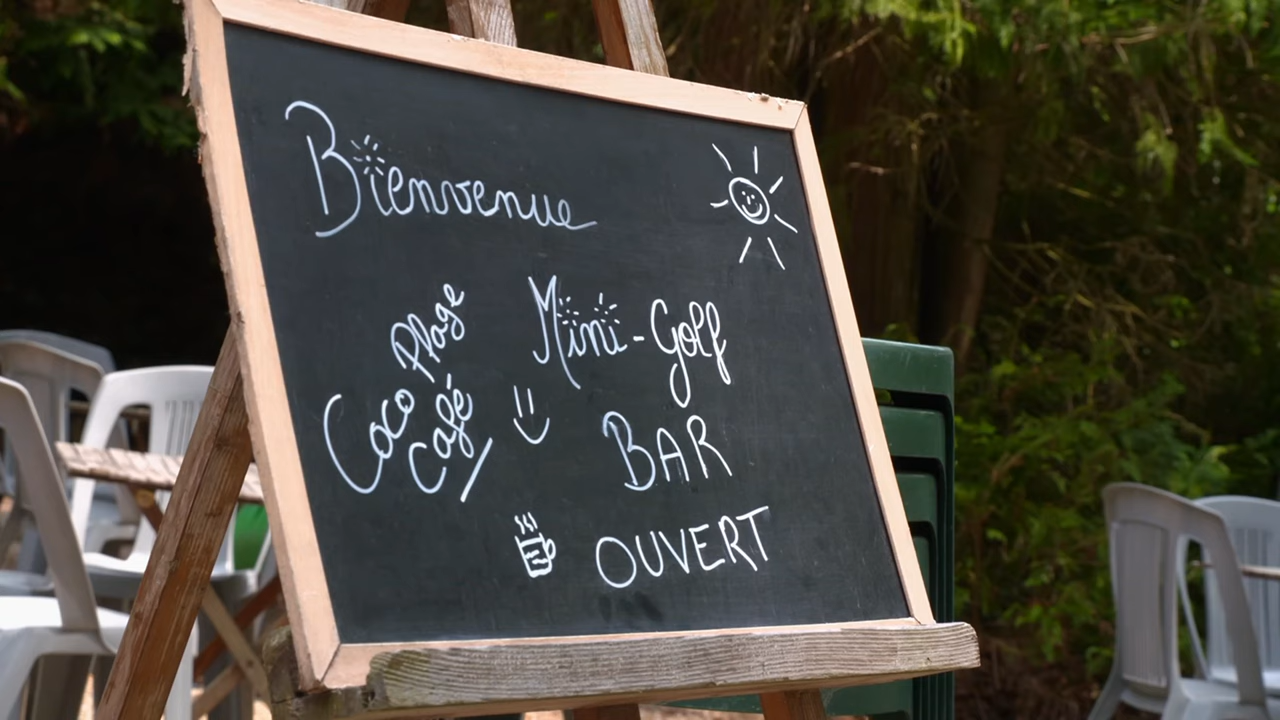 Bienvenue
Coco Plage
Café
Mini-Golf
BAR
OUVERT